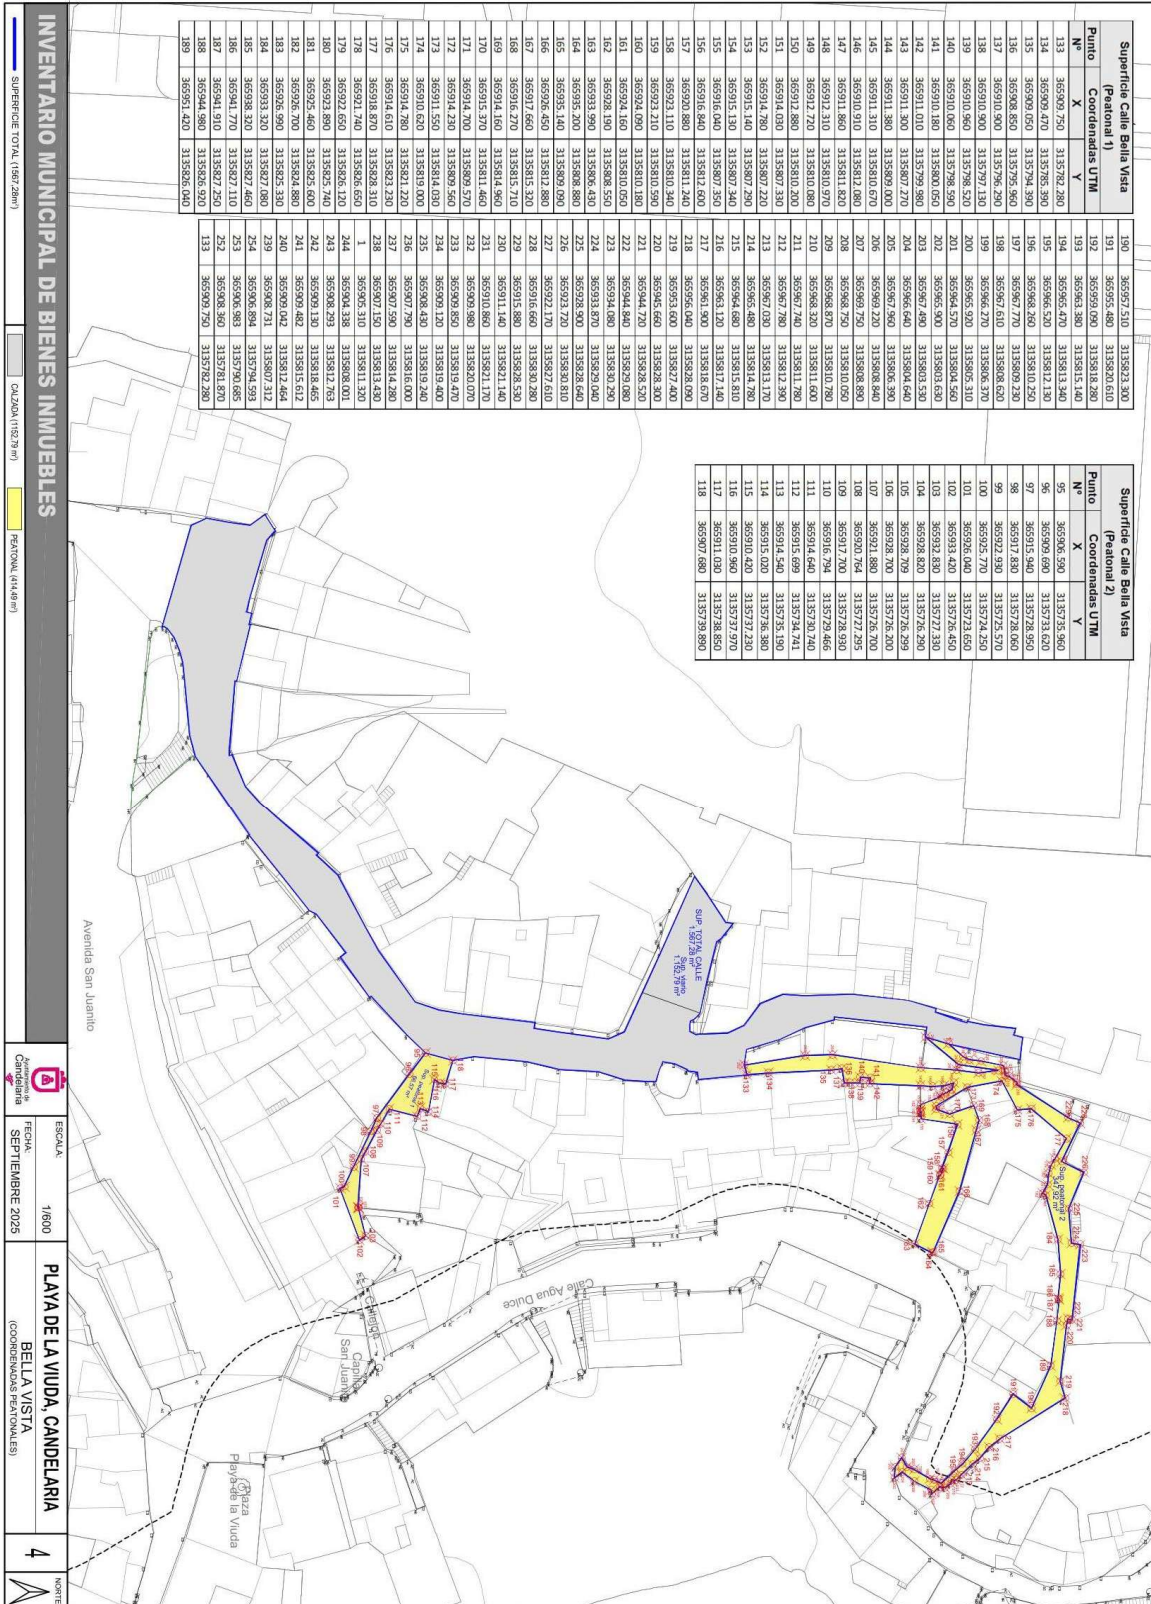 Superficie Calle Bella Vista
(Peatonal 1)
Punto Coordenadas UTM
Nº X Y
133 365909.750 3135782.280
134 365909.470 3135785.390
135 365909.050 3135794.390
136 365908.850 3135795.960
137 365910.900 3135796.290
138 365910.900 3135797.130
139 365910.960 3135798.520
140 365910.060 3135798.590
141 365910.180 3135800.050
142 365911.010 3135799.980
143 365911.300 3135807.270
144 365911.380 3135809.000
145 365911.310 3135810.670
146 365910.910 3135812.080
147 365911.860 3135811.820
148 365912.310 3135810.970
149 365912.720 3135810.080
150 365912.880 3135810.200
151 365914.030 3135807.330
152 365914.780 3135807.220
153 365915.140 3135807.290
154 365915.130 3135807.340
155 365916.040 3135807.350
156 365916.840 3135812.600
157 365920.880 3135811.240
158 365923.110 3135810.340
159 365923.210 3135810.590
160 365924.090 3135810.180
161 365924.160 3135810.050
162 365928.190 3135808.550
163 365933.990 3135806.430
164 365935.200 3135808.880
165 365935.140 3135809.090
166 365926.450 3135812.880
167 365917.660 3135815.320
168 365916.270 3135815.710
169 365914.160 3135814.960
170 365915.370 3135811.460
171 365914.700 3135809.570
172 365914.230 3135809.560
173 365911.550 3135814.030
174 365910.620 3135819.000
175 365914.780 3135821.220
176 365914.610 3135823.230
177 365918.870 3135828.310
178 365921.740 3135826.650
179 365922.650 3135826.120
180 365923.890 3135825.740
181 365925.460 3135825.600
182 365926.700 3135824.880
183 365926.990 3135825.330
184 365933.320 3135827.080
185 365938.320 3135827.460
186 365941.770 3135827.110
187 365941.910 3135827.250
188 365944.980 3135826.920
189 365951.420 3135826.040
190 365957.510 3135823.300
191 365955.480 3135820.610
192 365959.090 3135818.280
193 365963.380 3135815.140
194 365965.470 3135813.340
195 365966.520 3135812.130
196 365968.260 3135810.250
197 365967.770 3135809.230
198 365967.610 3135808.620
199 365966.270 3135806.370
200 365965.920 3135805.310
201 365964.570 3135804.560
202 365965.900 3135803.630
203 365967.490 3135803.530
204 365966.640 3135804.640
205 365967.960 3135806.390
206 365969.220 3135808.840
207 365969.750 3135808.890
208 365968.750 3135810.050
209 365968.870 3135810.780
210 365968.320 3135811.600
211 365967.740 3135811.780
212 365967.780 3135812.390
213 365967.030 3135813.170
214 365965.480 3135814.780
215 365964.680 3135815.810
216 365963.120 3135817.140
217 365961.900 3135818.670
218 365956.040 3135828.090
219 365953.600 3135827.400
220 365945.660 3135828.300
221 365944.720 3135828.520
222 365944.840 3135829.080
223 365934.080 3135830.290
224 365933.870 3135829.040
225 365928.900 3135828.640
226 365923.720 3135830.810
227 365922.170 3135827.610
228 365916.660 3135830.280
229 365915.880 3135828.530
230 365911.140 3135821.140
231 365910.860 3135821.170
232 365909.980 3135820.070
233 365909.850 3135819.470
234 365909.120 3135819.400
235 365908.430 3135819.240
236 365907.790 3135816.000
237 365907.590 3135814.280
238 365907.150 3135813.430
1 365905.310 3135811.320
244 365904.338 3135808.001
243 365908.293 3135812.763
242 365909.130 3135818.465
241 365909.482 3135815.612
240 365909.042 3135812.464
239 365908.731 3135807.312
254 365906.894 3135794.593
253 365906.983 3135790.085
252 365908.360 3135781.870
133 365909.750 3135782.280
Superficie Calle Bella Vista
(Peatonal 2)
Punto Coordenadas UTM
Nº X Y
95 365906.590 3135735.960
96 365909.690 3135733.620
97 365915.940 3135728.950
98 365917.830 3135728.060
99 365922.930 3135725.570
100 365925.770 3135724.250
101 365926.040 3135723.650
102 365933.420 3135726.450
103 365932.830 3135727.330
104 365928.820 3135726.290
105 365928.709 3135726.299
106 365928.700 3135726.200
107 365921.880 3135726.700
108 365920.764 3135727.295
109 365917.700 3135728.930
110 365916.794 3135729.466
111 365914.640 3135730.740
112 365915.699 3135734.741
113 365914.540 3135735.190
114 365915.020 3135736.380
115 365910.420 3135737.230
116 365910.960 3135737.970
117 365911.030 3135738.850
118 365907.680 3135739.890
SUP. TOTAL CALLE
1.567,28 m²
Sup. viario
1.152,79 m²
Sup. peatonal 2
347,92 m²
Avenida San Juanito
Calle Agua Dulce
Callejón
San Juan
Capilla
Plaza
Playa de la Viuda
INVENTARIO MUNICIPAL DE BIENES INMUEBLES
SUPERFICIE TOTAL (1567,28m²)
CALZADA (1152,79 m²)
PEATONAL (414,49 m²)
Ayuntamiento de
Candelaria
ESCALA:
1/600
FECHA:
SEPTIEMBRE 2025
PLAYA DE LA VIUDA, CANDELARIA
BELLA VISTA
(COORDENADAS PEATONALES)
4
NORTE